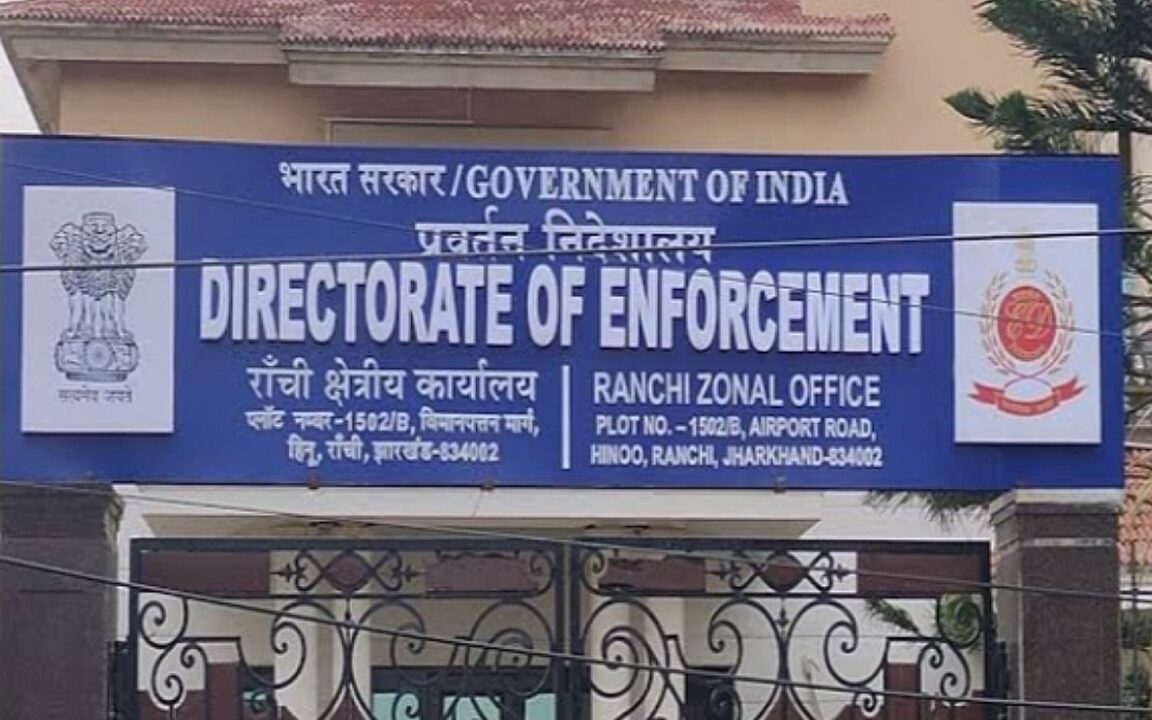 भारत सरकार/GOVERNMENT OF INDIA
प्रवर्तन निदेशालय
DIRECTORATE OF ENFORCEMENT
राँची क्षेत्रीय कार्यालय
प्लॉट नम्बर-1502/B, विमानपत्तन मार्ग,
हिनू, राँची, झारखंड-834002
RANCHI ZONAL OFFICE
PLOT NO. – 1502/B, AIRPORT ROAD,
HINOO, RANCHI, JHARKHAND-834002
सत्यमेव जयते
ED